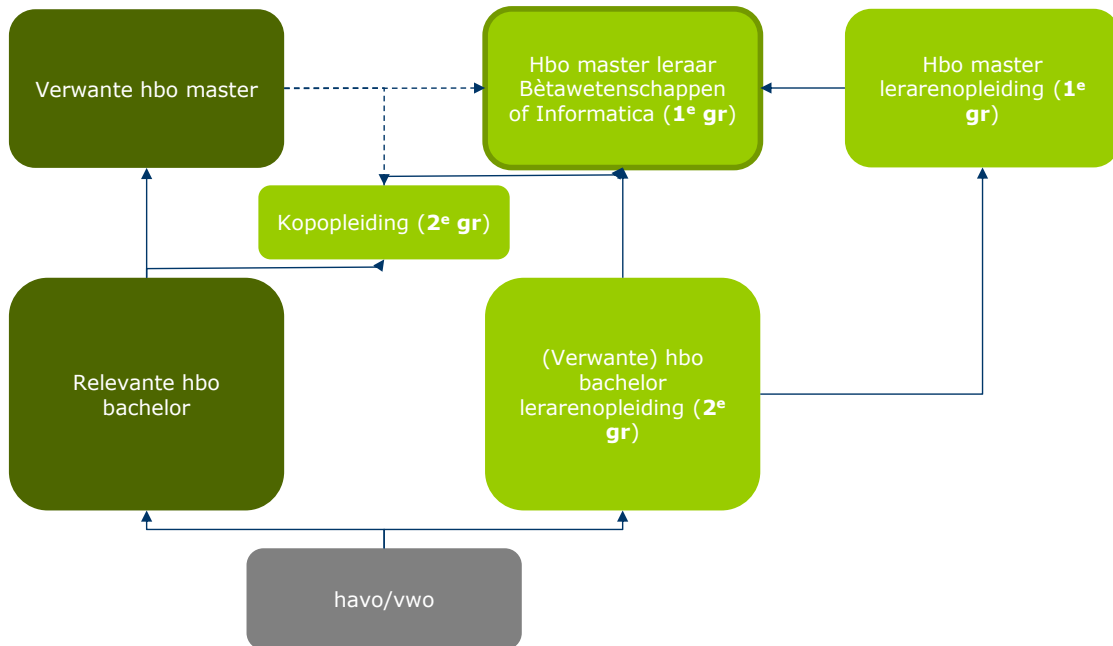 Verwante hbo master
Hbo master leraar
Bètawetenschappen
of Informatica (1e gr)
Hbo master
lerarenopleiding (1e
gr)
Kopopleiding (2e gr)
Relevante hbo
bachelor
(Verwante) hbo
bachelor
lerarenopleiding (2e
gr)
havo/vwo